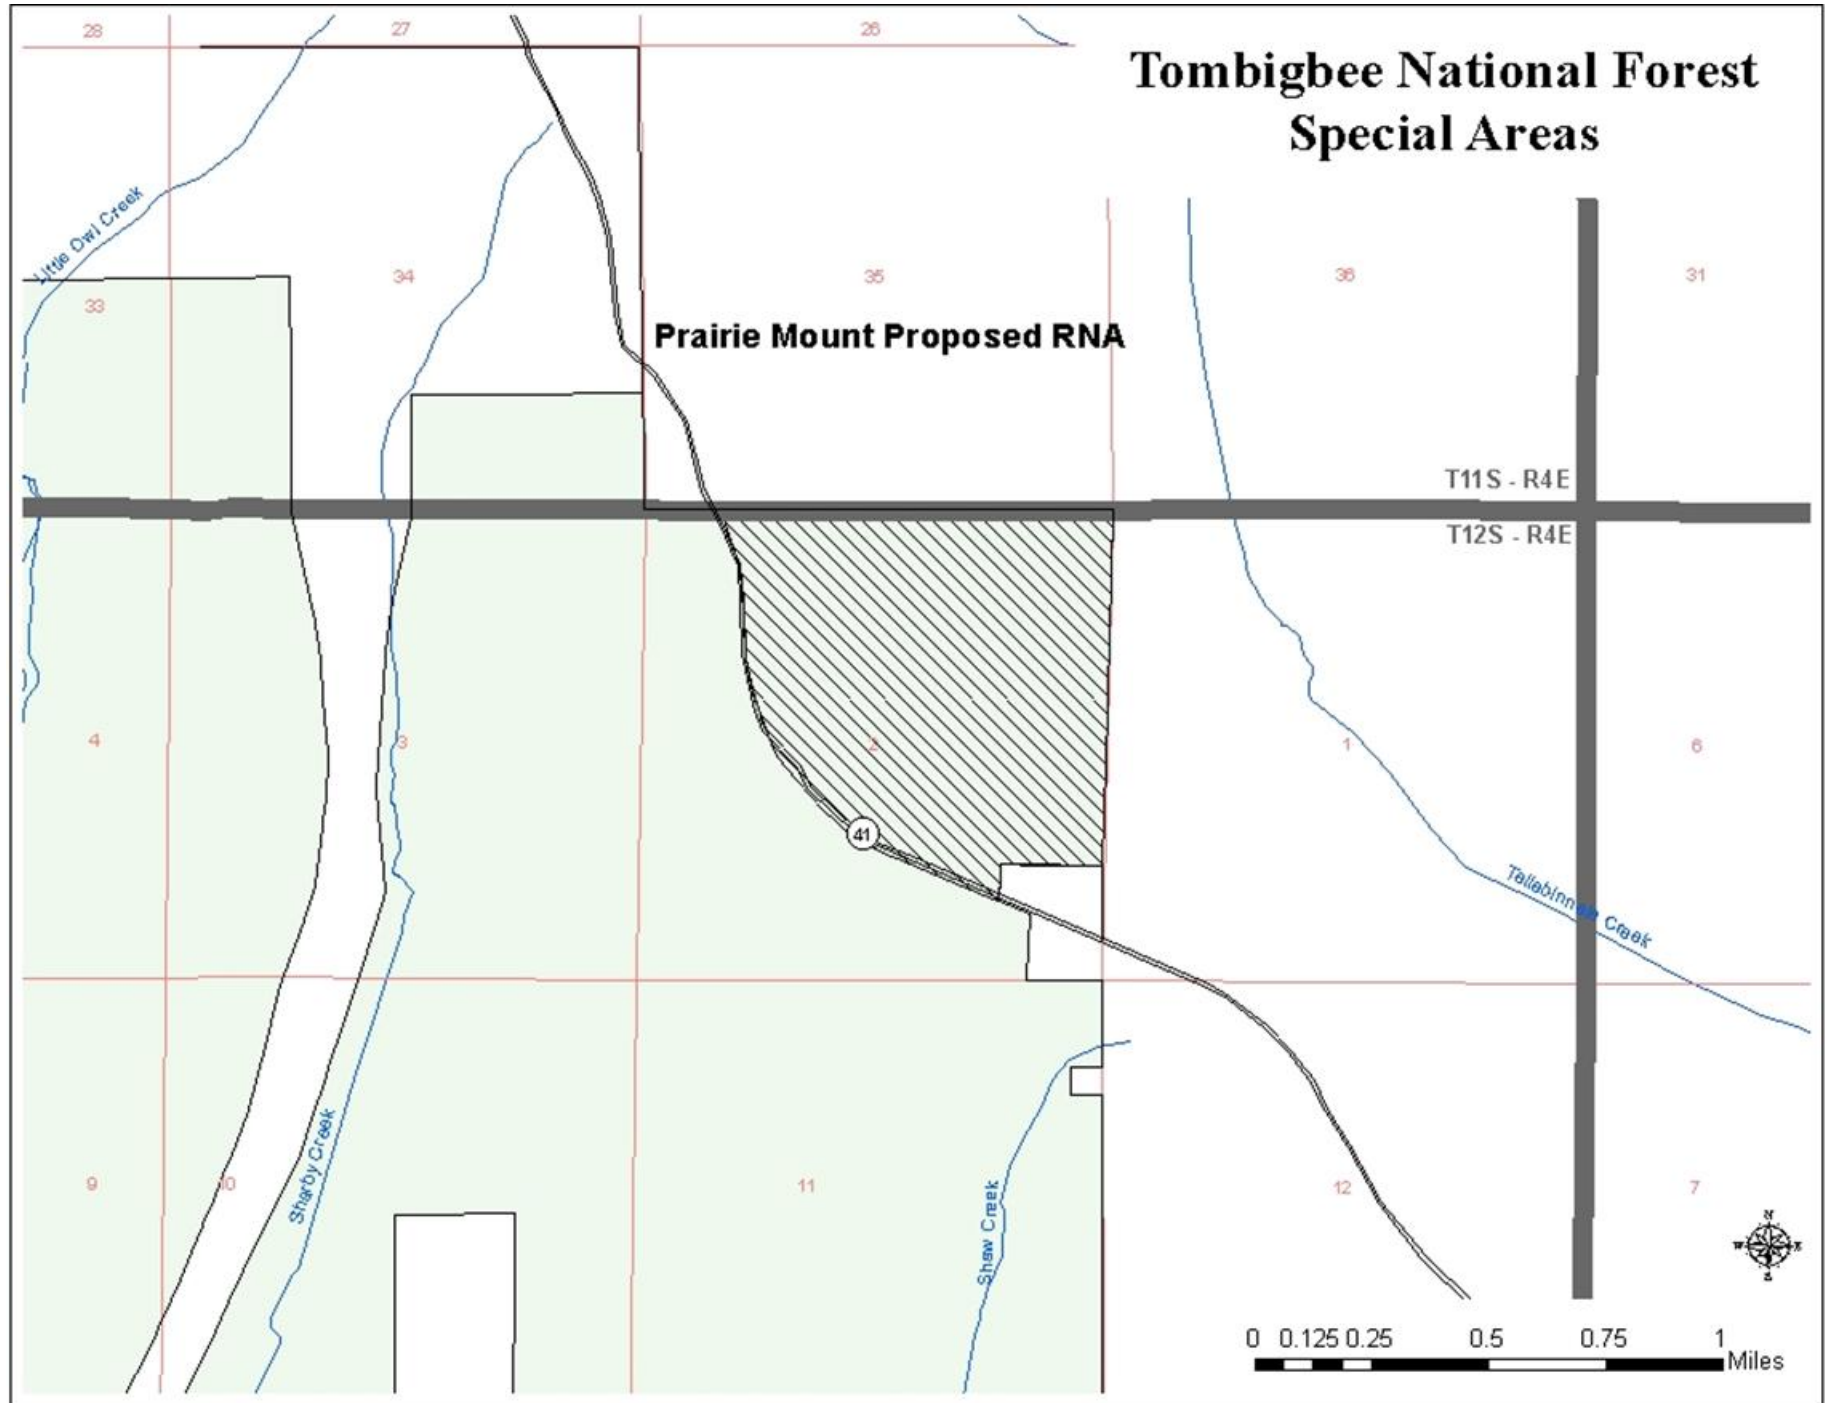 28
27
26
Tombigbee National Forest
Special Areas
Little Owl Creek
33
34
35
36
31
Prairie Mount Proposed RNA
T11S - R4E
T12S - R4E
4
3
2
1
6
41
Tallabinnela Creek
9
10
11
12
7
Sharby Creek
Shaw Creek
N
W
E
S
0 0.125 0.25 0.5 0.75 1
Miles